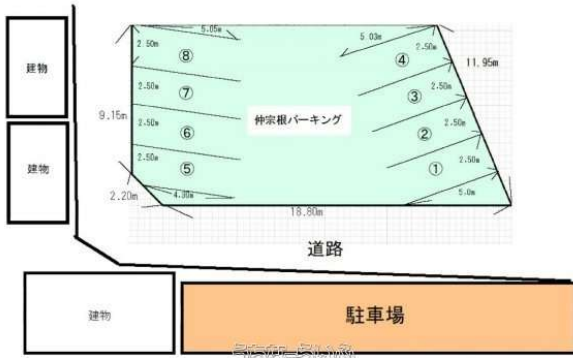 5.05m
2.50m
⑧
建物
5.03m
2.50m
④
11.95m
2.50m
⑦
2.50m
③
9.15m
2.50m
⑥
仲宗根パーキング
2.50m
②
建物
2.50m
⑤
2.50m
①
2.20m
4.90m
5.0m
18.80m
道路
建物
駐車場